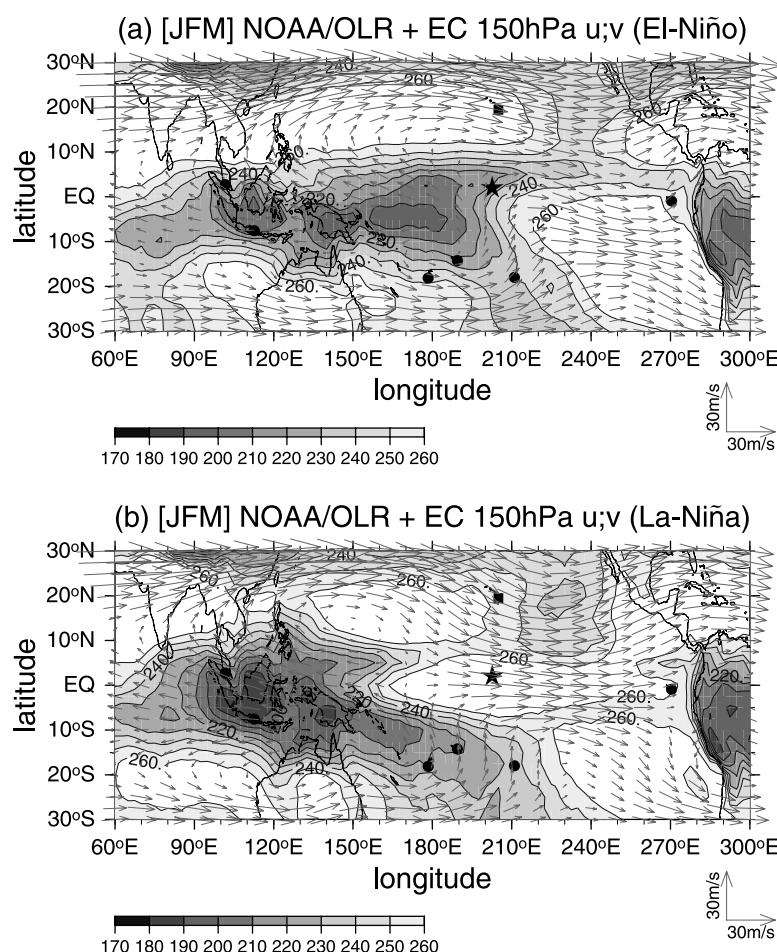 (a) [JFM] NOAA/OLR + EC 150hPa u;v (El-Niño)
30ºN
20ºN
10ºN
EQ
10ºS
20ºS
30ºS
latitude
240.
260.
260.
240.
220.
220.
240.
260.
240.
260.
60ºE 90ºE 120ºE 150ºE 180ºE 210ºE 240ºE 270ºE 300ºE
longitude
30m/s
30m/s
170 180 190 200 210 220 230 240 250 260
(b) [JFM] NOAA/OLR + EC 150hPa u;v (La-Niña)
30ºN
20ºN
10ºN
EQ
10ºS
20ºS
30ºS
latitude
240.
260.
260.
240.
260.
220.
260.
220.
240.
260.
220.
260.
240.
60ºE 90ºE 120ºE 150ºE 180ºE 210ºE 240ºE 270ºE 300ºE
longitude
30m/s
30m/s
170 180 190 200 210 220 230 240 250 260